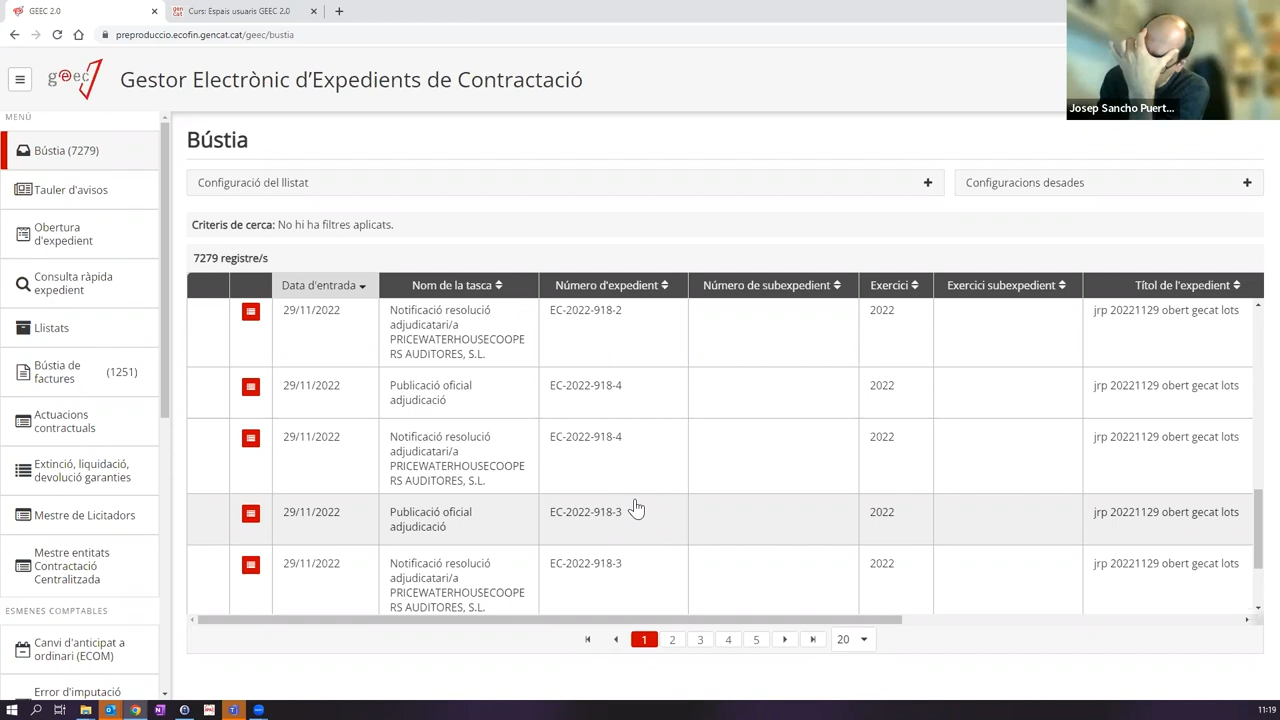 GEEC 2.0
Curs: Espais usuaris GEEC 2.0
preproduccio.ecofin.gencat.cat/geec/bustia
geec
Gestor Electrònic d'Expedients de Contractació
Josep Sancho Puert...
MENÚ
Bústia (7279)
Tauler d'avisos
Obertura
d'expedient
Consulta ràpida
expedient
Llistats
Bústia de
factures (1251)
Actuacions
contractuals
Extinció, liquidació,
devolució garanties
Mestre de Licitadors
Mestre entitats
Contractació
Centralitzada
ESMENES COMPTABLES
Canvi d'anticipat a
ordinari (ECOM)
Error d'imputació
Bústia
Configuració del llistat
Configuracions desades
Criteris de cerca: No hi ha filtres aplicats.
7279 registre/s
Data d'entrada Nom de la tasca Número d'expedient Número de subexpedient Exercici Exercici subexpedient Títol de l'expedient
29/11/2022 Notificació resolució EC-2022-918-2 2022 jrp 20221129 obert gecat lots
adjudicatari/a
PRICEWATERHOUSECOOPE
RS AUDITORES, S.L.
29/11/2022 Publicació oficial EC-2022-918-4 2022 jrp 20221129 obert gecat lots
adjudicació
29/11/2022 Notificació resolució EC-2022-918-4 2022 jrp 20221129 obert gecat lots
adjudicatari/a
PRICEWATERHOUSECOOPE
RS AUDITORES, S.L.
29/11/2022 Publicació oficial EC-2022-918-3 2022 jrp 20221129 obert gecat lots
adjudicació
29/11/2022 Notificació resolució EC-2022-918-3 2022 jrp 20221129 obert gecat lots
adjudicatari/a
PRICEWATERHOUSECOOPE
RS AUDITORES, S.L.
1 2 3 4 5 20
11:19